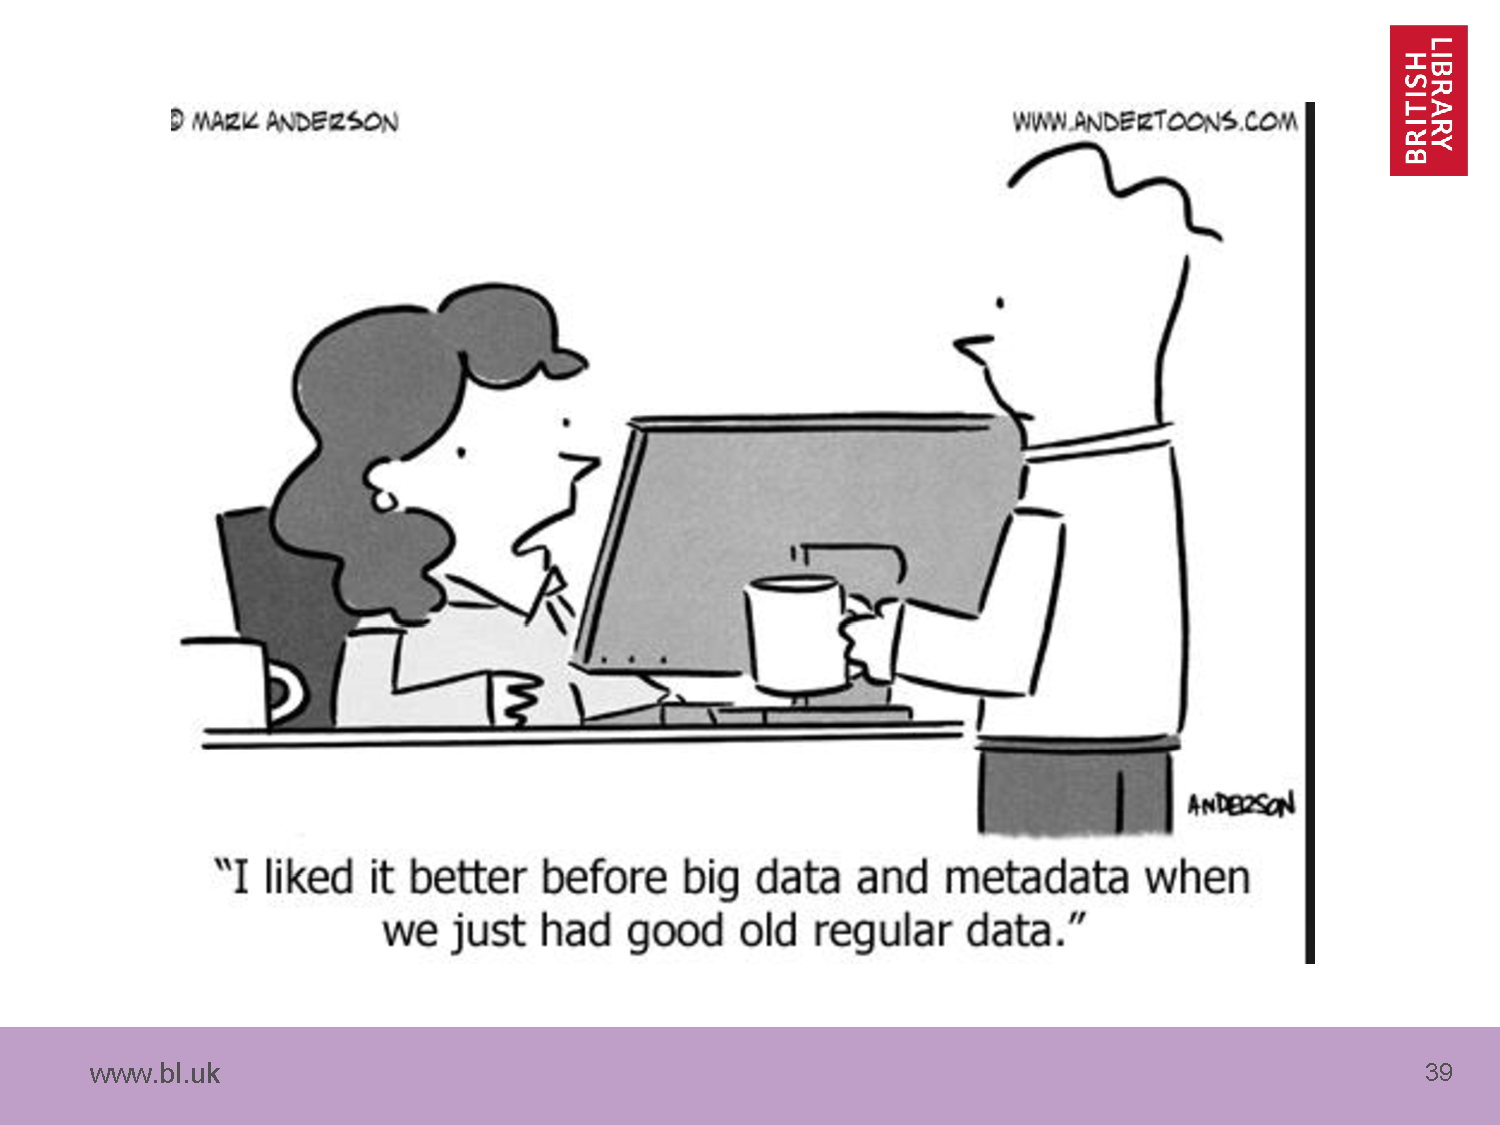 © MARK ANDERSON
WWW.ANDERTOONS.COM
BRITISH
LIBRARY
ANDERSON
“I liked it better before big data and metadata when
we just had good old regular data.”
www.bl.uk
39